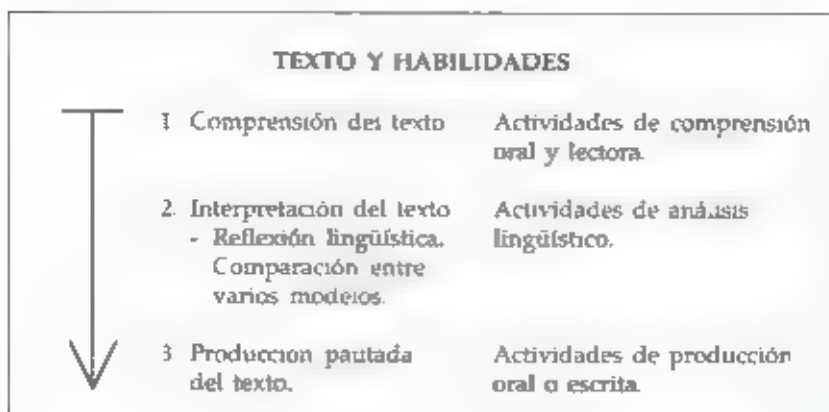 TEXTO Y HABILIDADES
1 Comprensión del texto Actividades de comprensión
oral y lectora.
2. Interpretación del texto Actividades de análisis
- Reflexión lingüística. lingüístico.
Comparación entre
varios modelos.
3 Produccion pautada Actividades de producción
del texto. oral o escrita.